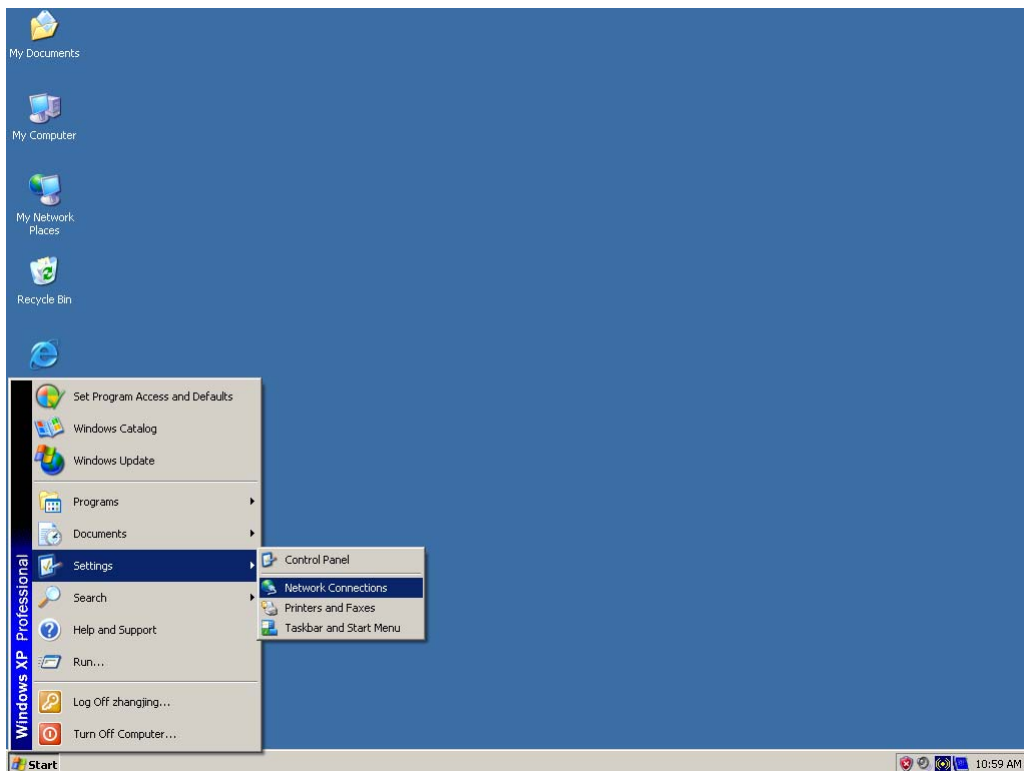 My Documents
My Computer
My Network
Places
Recycle Bin
Set Program Access and Defaults
Windows Catalog
Windows Update
Programs
Documents
Settings
Search
Help and Support
Run...
Log Off zhangjing...
Turn Off Computer...
Windows XP Professional
Control Panel
Network Connections
Printers and Faxes
Taskbar and Start Menu
Start
10:59 AM